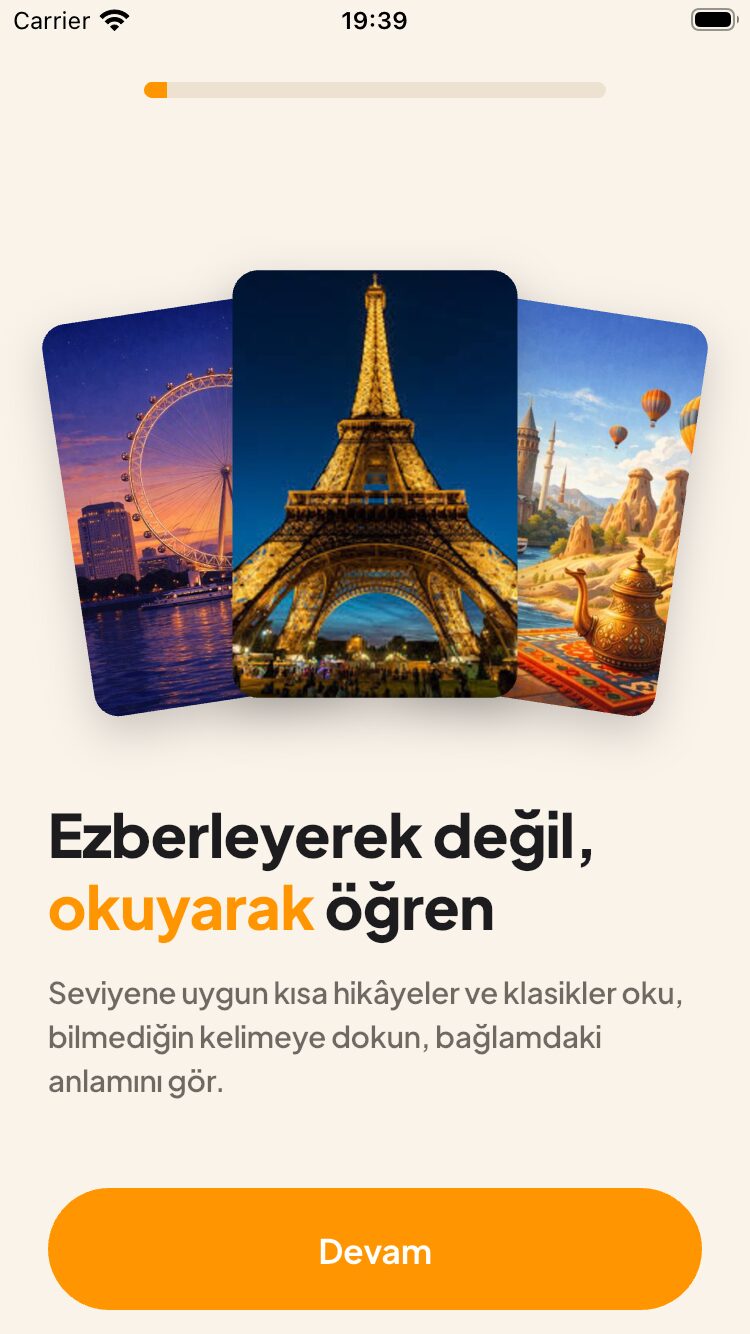 Carrier 19:39
Ezberleyerek değil,
okuyarak öğren
Seviyene uygun kısa hikâyeler ve klasikler oku,
bilmediğin kelimeye dokun, bağlamdaki
anlamını gör.
Devam